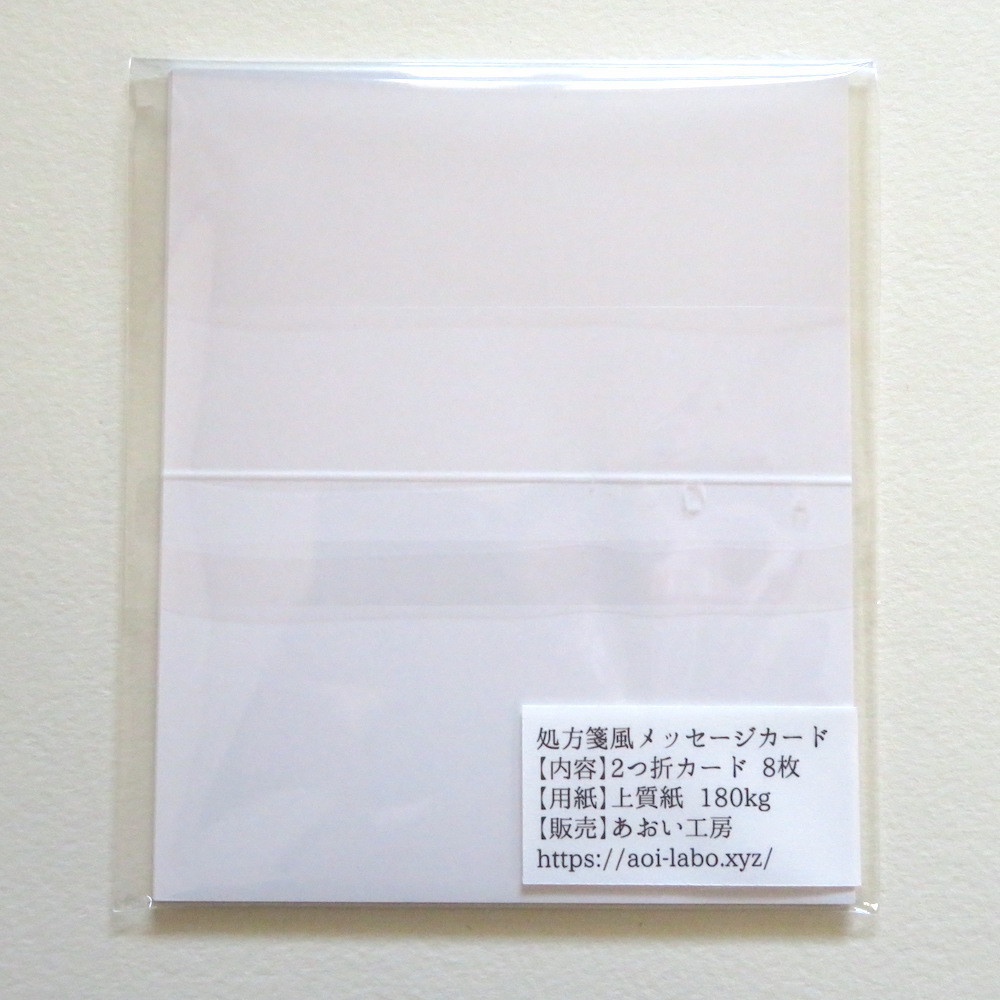 処方箋風メッセージカード
【内容】2つ折カード 8枚
【用紙】上質紙 180kg
【販売】あおい工房
https://aoi-labo.xyz/